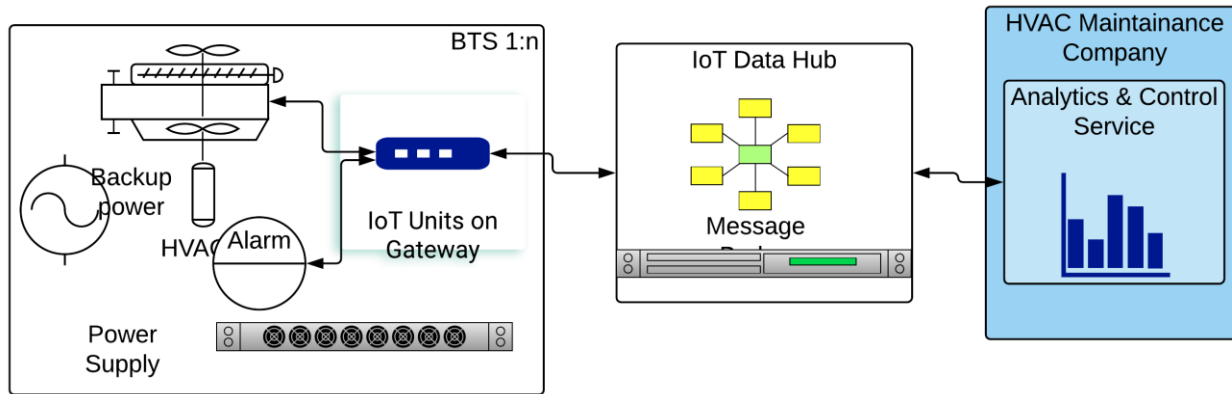 BTS 1:n
Backup
power
Alarm
IoT Units on
Gateway
Power
Supply
IoT Data Hub
Message
HVAC Maintainance
Company
Analytics & Control
Service